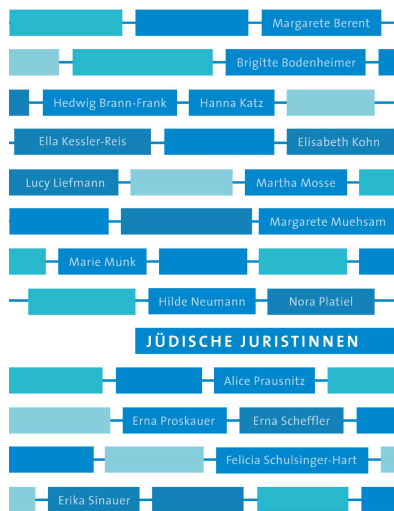 Margarete Berent
Brigitte Bodenheimer
Hedwig Brann-Frank Hanna Katz
Ella Kessler-Reis Elisabeth Kohn
Lucy Liefmann Martha Mosse
Margarete Muehsam
Marie Munk
Hilde Neumann Nora Platiel
JÜDISCHE JURISTINNEN
Alice Prausnitz
Erna Proskauer Erna Scheffler
Felicia Schulsinger-Hart
Erika Sinauer